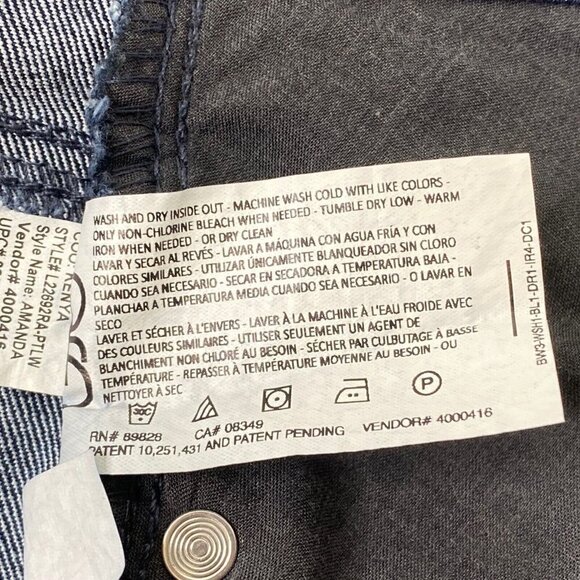 WASH AND DRY INSIDE OUT - MACHINE WASH COLD WITH LIKE COLORS -
ONLY NON-CHLORINE BLEACH WHEN NEEDED - TUMBLE DRY LOW - WARM
IRON WHEN NEEDED - OR DRY CLEAN
LAVAR Y SECAR AL REVÉS - LAVAR A MAQUINA CON AGUA FRÍA Y CON
COLORES SIMILARES - UTILIZAR ÚNICAMENTE BLANQUEADOR SIN CLORO
CUANDO SEA NECESARIO - SECAR EN SECADORA A TEMPERATURA BAJA -
PLANCHAR A TEMPERATURA MEDIA CUANDO SEA NECESARIO - O LAVAR EN
SECO
LAVER ET SÉCHER À L'ENVERS - LAVER À LA MACHINE À L'EAU FROIDE AVEC
DES COULEURS SIMILAIRES - UTILISER SEULEMENT UN AGENT DE
BLANCHIMENT NON CHLORÉ AU BESOIN - SÉCHER PAR CULBUTAGE À BASSE
TEMPÉRATURE - REPASSER À TEMPÉRATURE MOYENNE AU BESOIN - OU
NETTOYER À SEC
RN# 89828 CA# 08349 VENDOR# 4000416
PATENT 10,251,431 AND PATENT PENDING
BW3-WSH-BL1-DR1-IR4-DC1
STYLE# L22692BA-PTLW
Style Name: AMANDA
Vendor# 4000416
UPC#